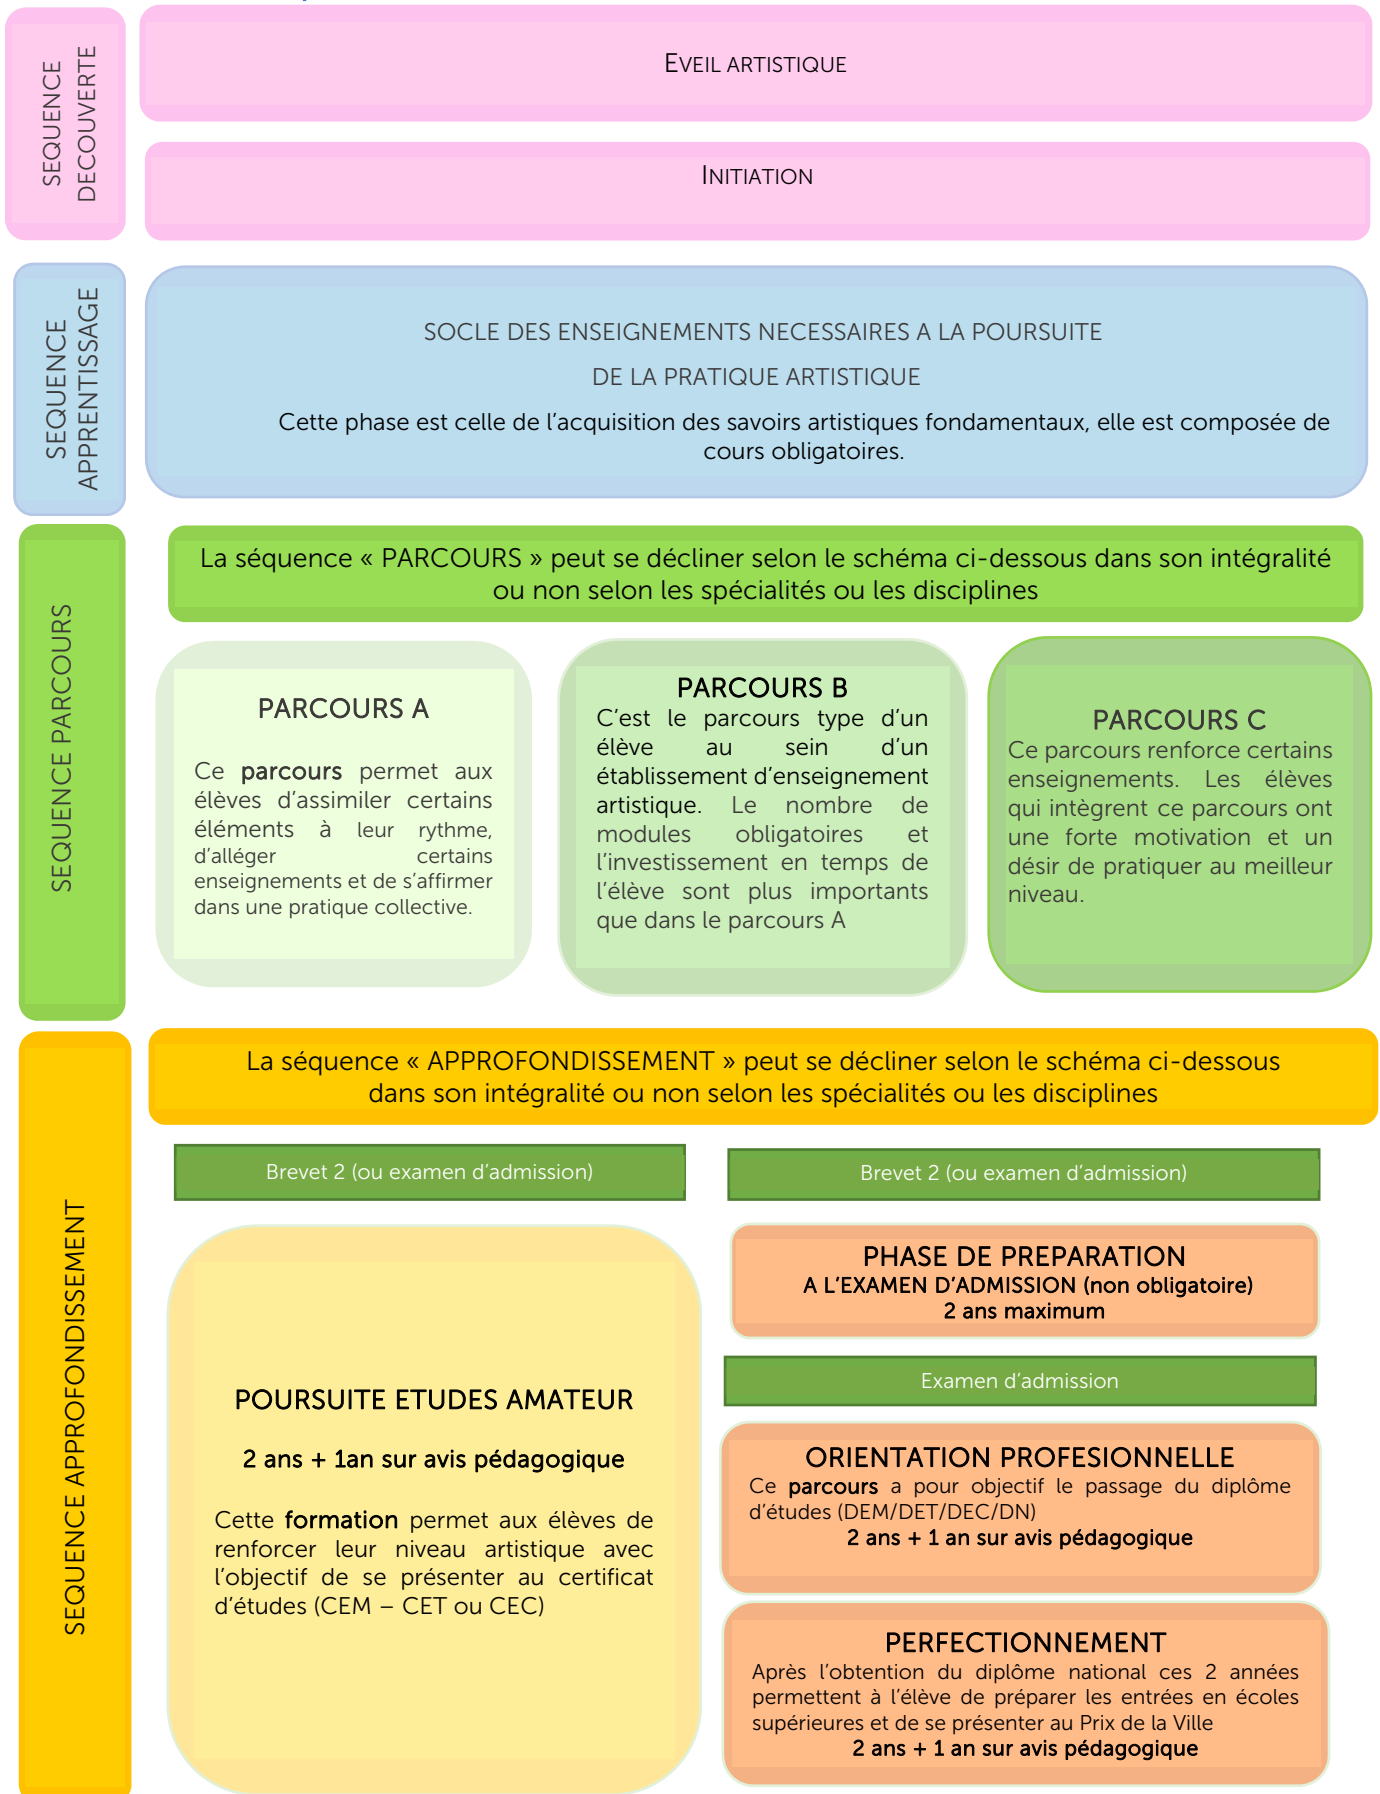 SEQUENCE
DECOUVERTE
EVEIL ARTISTIQUE
INITIATION
SEQUENCE
APPRENTISSAGE
SOCLE DES ENSEIGNEMENTS NECESSAIRES A LA POURSUITE
DE LA PRATIQUE ARTISTIQUE
Cette phase est celle de l’acquisition des savoirs artistiques fondamentaux, elle est composée de
cours obligatoires.
SEQUENCE PARCOURS
La séquence « PARCOURS » peut se décliner selon le schéma ci-dessous dans son intégralité
ou non selon les spécialités ou les disciplines
PARCOURS A
Ce parcours permet aux
élèves d’assimiler certains
éléments à leur rythme,
d’alléger certains
enseignements et de s’affirmer
dans une pratique collective.
PARCOURS B
C’est le parcours type d’un
élève au sein d’un
établissement d’enseignement
artistique. Le nombre de
modules obligatoires et
l’investissement en temps de
l’élève sont plus importants
que dans le parcours A
PARCOURS C
Ce parcours renforce certains
enseignements. Les élèves
qui intègrent ce parcours ont
une forte motivation et un
désir de pratiquer au meilleur
niveau.
SEQUENCE APPROFONDISSEMENT
La séquence « APPROFONDISSEMENT » peut se décliner selon le schéma ci-dessous
dans son intégralité ou non selon les spécialités ou les disciplines
Brevet 2 (ou examen d’admission)
POURSUITE ETUDES AMATEUR
2 ans + 1an sur avis pédagogique
Cette formation permet aux élèves de
renforcer leur niveau artistique avec
l’objectif de se présenter au certificat
d’études (CEM – CET ou CEC)
Brevet 2 (ou examen d’admission)
PHASE DE PREPARATION
A L’EXAMEN D’ADMISSION (non obligatoire)
2 ans maximum
Examen d’admission
ORIENTATION PROFESIONNELLE
Ce parcours a pour objectif le passage du diplôme
d’études (DEM/DET/DEC/DN)
2 ans + 1 an sur avis pédagogique
PERFECTIONNEMENT
Après l’obtention du diplôme national ces 2 années
permettent à l’élève de préparer les entrées en écoles
supérieures et de se présenter au Prix de la Ville
2 ans + 1 an sur avis pédagogique